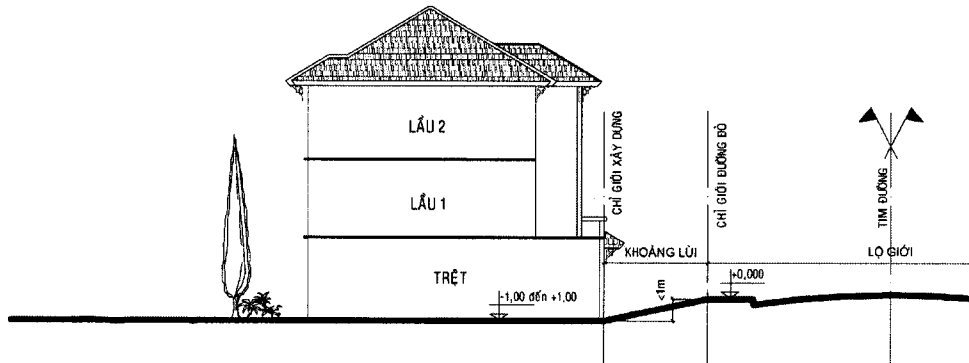 LẦU 2
LẦU 1
TRỆT
-1,00 đến +1,00
CHỈ GIỚI XÂY DỰNG
KHOẢNG LÙI
CHỈ GIỚI ĐƯỜNG ĐỎ
<1m
+0,000
TIM ĐƯỜNG
LỘ GIỚI